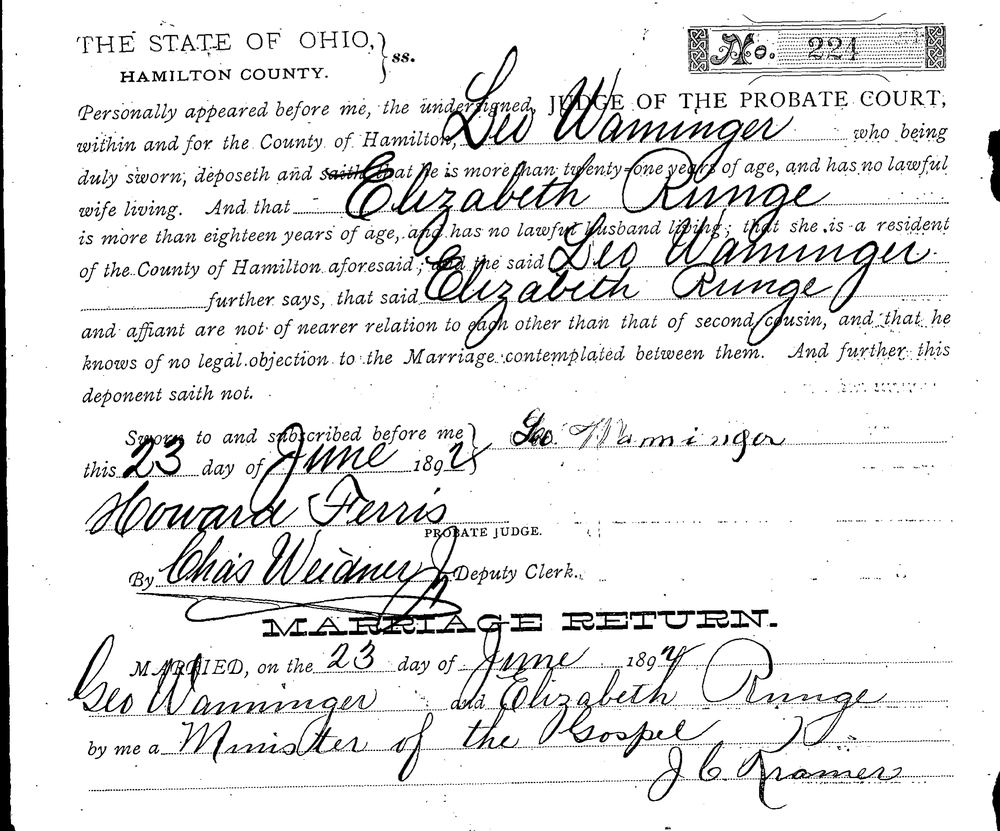 THE STATE OF OHIO, } ss.
HAMILTON COUNTY.
No. 221
Personally appeared before me, the undersigned, JUDGE OF THE PROBATE COURT,
within and for the County of Hamilton, Geo Wanninger who being
duly sworn, deposeth and saith that he is more than twenty-one years of age, and has no lawful
wife living. And that Elizabeth Runge
is more than eighteen years of age, and has no lawful husband living; that she is a resident
of the County of Hamilton aforesaid; and the said Geo Wanninger
further says, that said Elizabeth Runge
and affiant are not of nearer relation to each other than that of second cousin, and that he
knows of no legal objection to the Marriage contemplated between them. And further this
deponent saith not.
Sworn to and subscribed before me } Geo. Wanninger
this 23 day of June 1892
Howard Ferris
PROBATE JUDGE.
By Chas Weidner Jr Deputy Clerk.
MARRIAGE RETURN.
MARRIED, on the 23 day of June 1892
Geo Wanninger and Elizabeth Runge
by me a Minister of the Gospel
J C Kramer